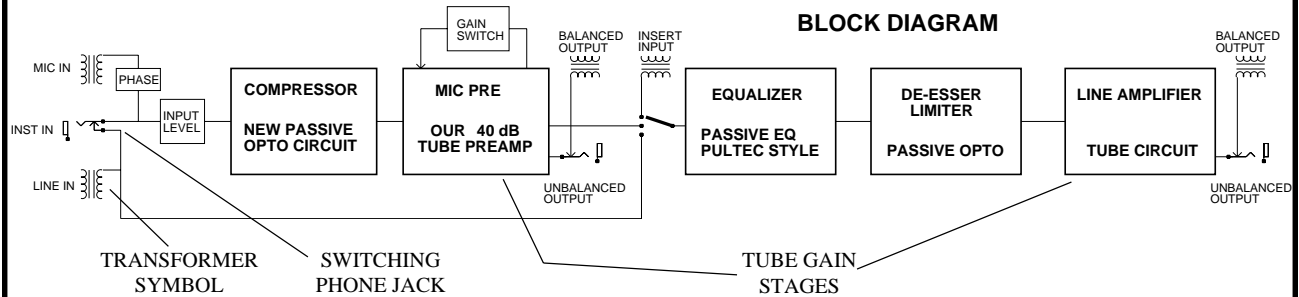 BLOCK DIAGRAM
GAIN
SWITCH
BALANCED
OUTPUT
INSERT
INPUT
BALANCED
OUTPUT
MIC IN
PHASE
INST IN
INPUT
LEVEL
LINE IN
COMPRESSOR
NEW PASSIVE
OPTO CIRCUIT
MIC PRE
OUR 40 dB
TUBE PREAMP
UNBALANCED
OUTPUT
EQUALIZER
PASSIVE EQ
PULTEC STYLE
DE-ESSER
LIMITER
PASSIVE OPTO
LINE AMPLIFIER
TUBE CIRCUIT
UNBALANCED
OUTPUT
TRANSFORMER
SYMBOL
SWITCHING
PHONE JACK
TUBE GAIN
STAGES